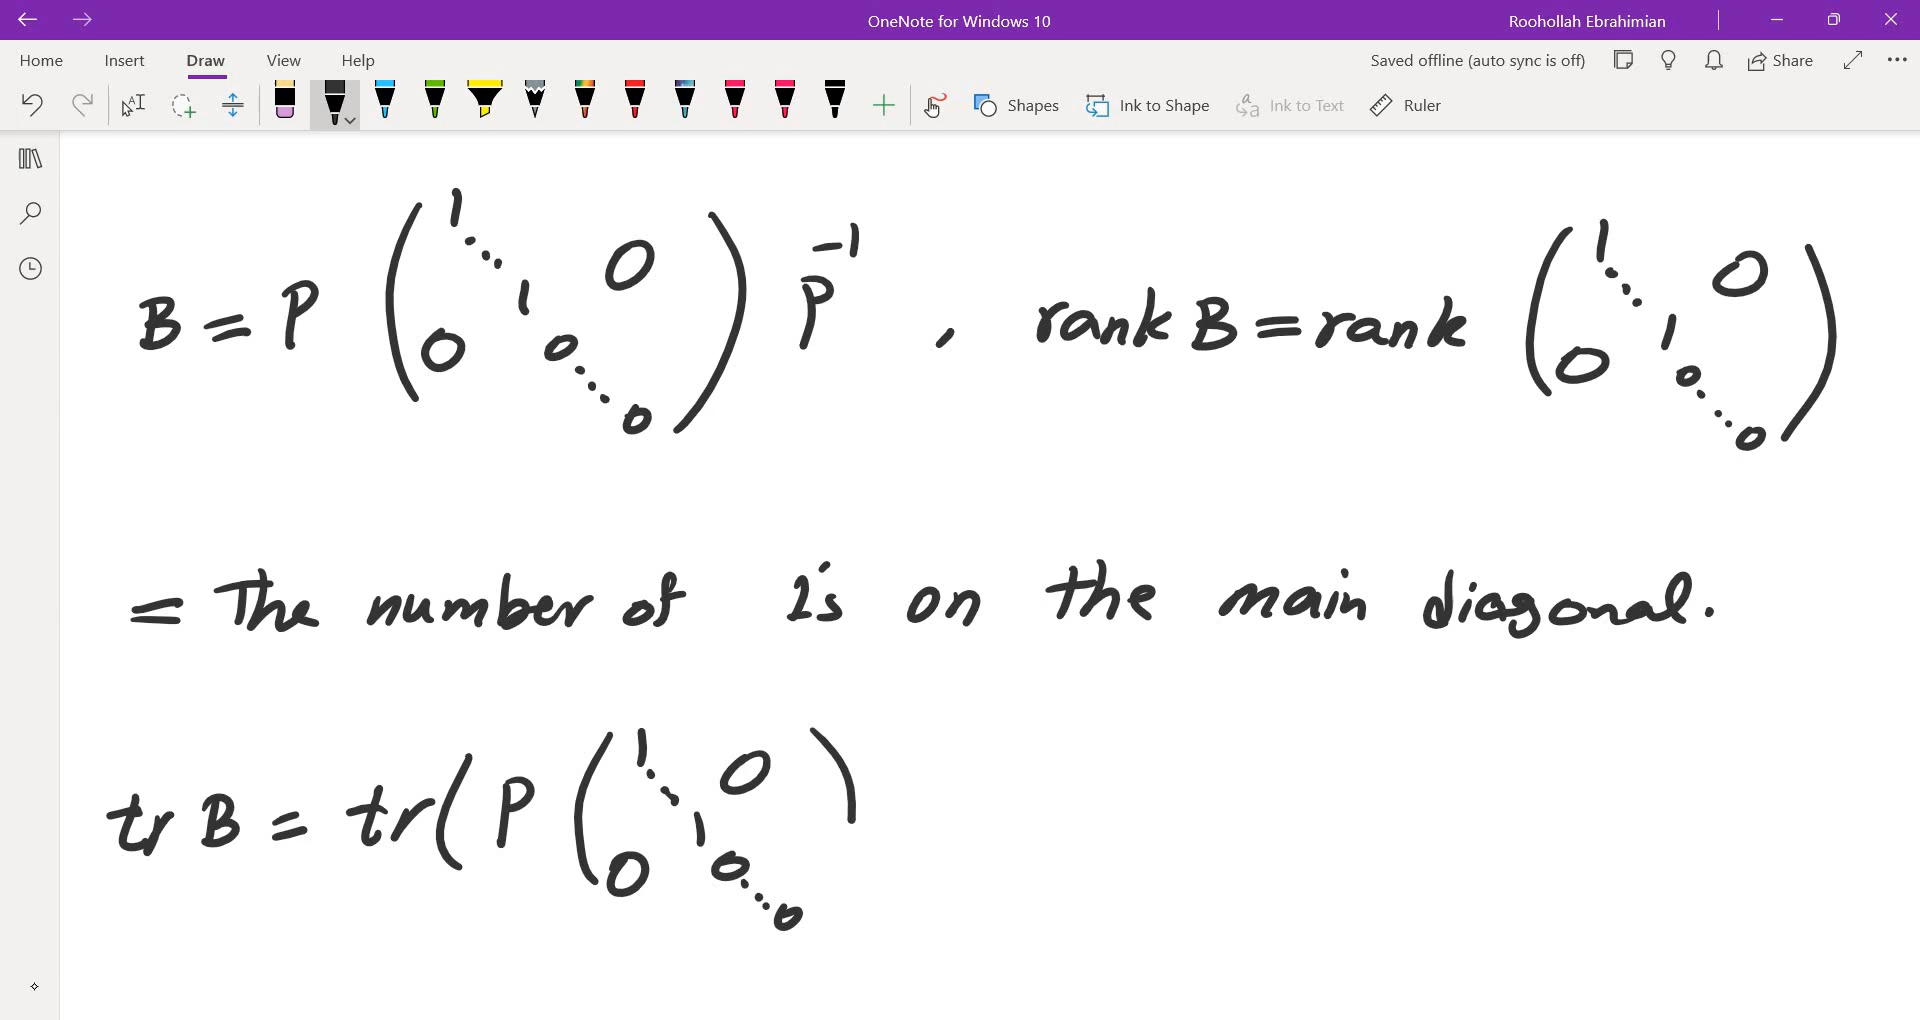 OneNote for Windows 10
Roohollah Ebrahimian
Home Insert Draw View Help
Saved offline (auto sync is off) Share
Shapes Ink to Shape Ink to Text Ruler
B = P ( 1 ⋱ 1 0 0 0 ⋱ 0 ) P⁻¹ , rank B = rank ( 1 ⋱ 1 0 0 0 ⋱ 0 )
= The number of 1's on the main diagonal.
tr B = tr( P ( 1 ⋱ 1 0 0 0 ⋱ 0 )